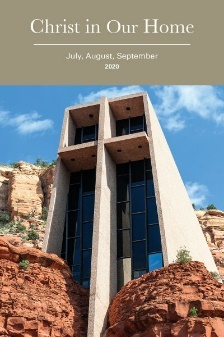 Christ in Our Home
July, August, September
2020